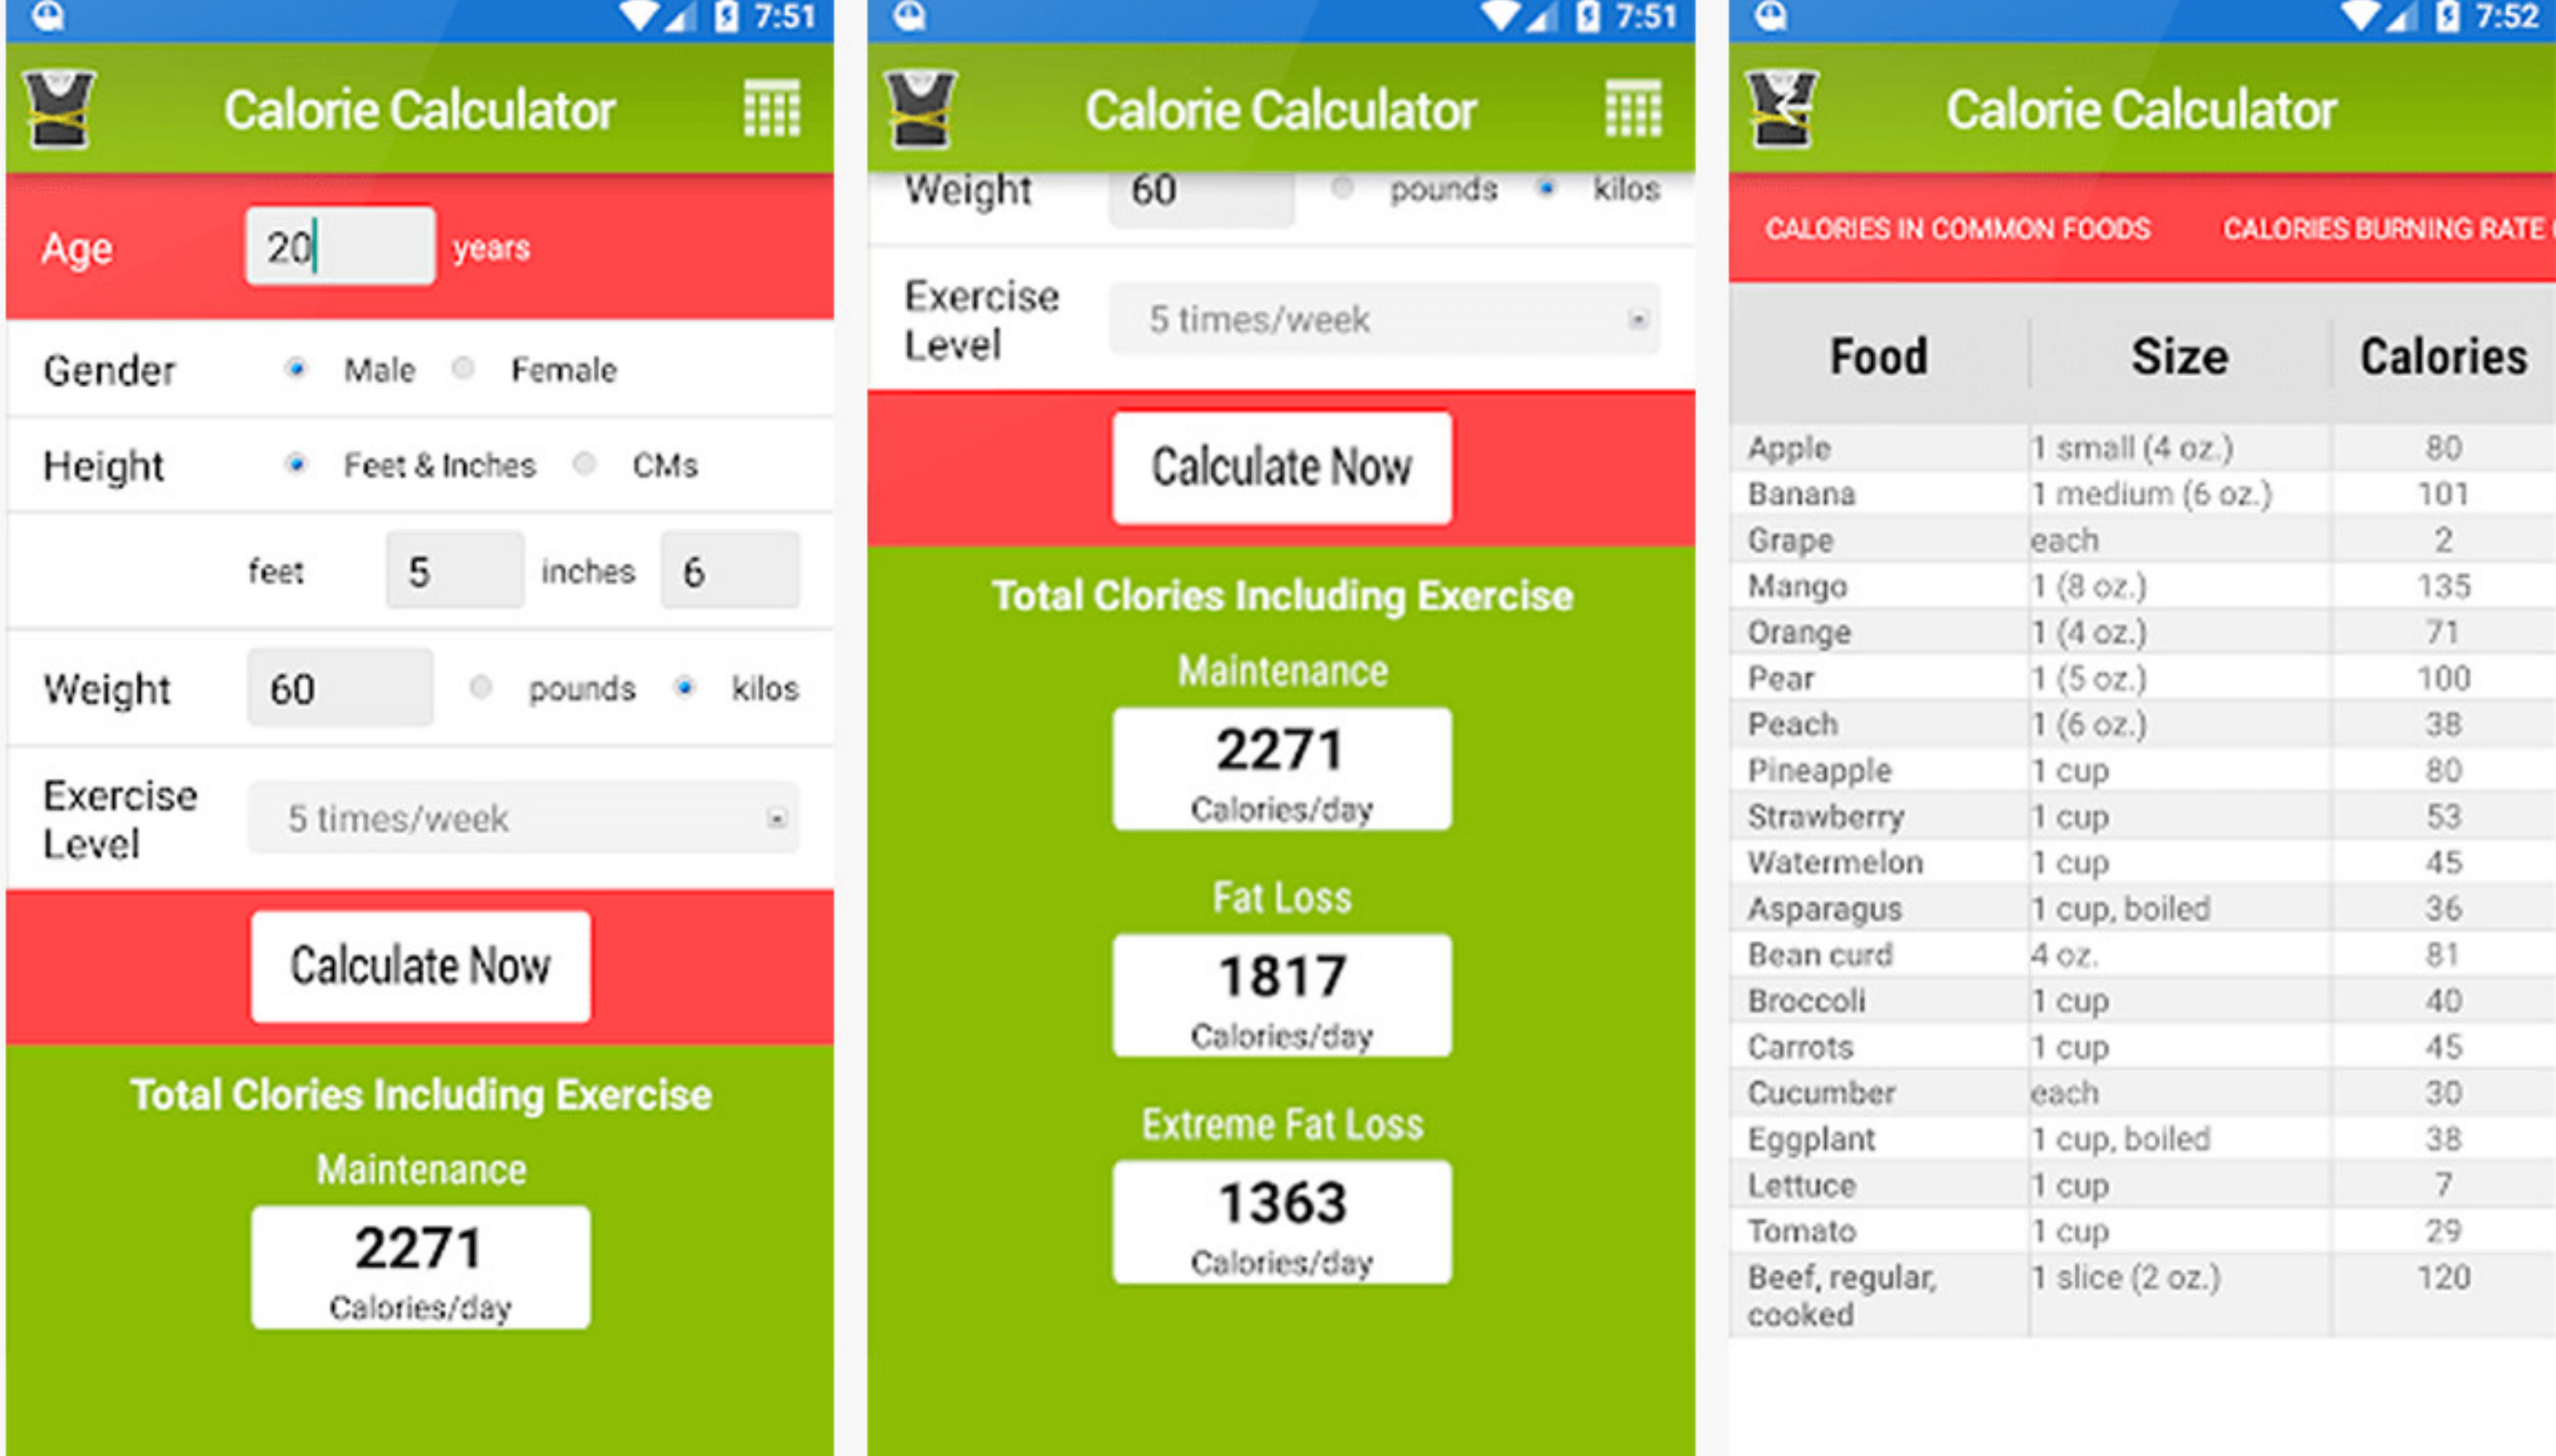 7:51
Calorie Calculator
Age 20 years
Gender Male Female
Height Feet & Inches CMs
feet 5 inches 6
Weight 60 pounds kilos
Exercise Level 5 times/week
Calculate Now
Total Clories Including Exercise
Maintenance
2271
Calories/day
7:51
Calorie Calculator
Weight 60 pounds kilos
Exercise Level 5 times/week
Calculate Now
Total Clories Including Exercise
Maintenance
2271
Calories/day
Fat Loss
1817
Calories/day
Extreme Fat Loss
1363
Calories/day
7:52
Calorie Calculator
CALORIES IN COMMON FOODS CALORIES BURNING RATE
Food Size Calories
Apple 1 small (4 oz.) 80
Banana 1 medium (6 oz.) 101
Grape each 2
Mango 1 (8 oz.) 135
Orange 1 (4 oz.) 71
Pear 1 (5 oz.) 100
Peach 1 (6 oz.) 38
Pineapple 1 cup 80
Strawberry 1 cup 53
Watermelon 1 cup 45
Asparagus 1 cup, boiled 36
Bean curd 4 oz. 81
Broccoli 1 cup 40
Carrots 1 cup 45
Cucumber each 30
Eggplant 1 cup, boiled 38
Lettuce 1 cup 7
Tomato 1 cup 29
Beef, regular, cooked 1 slice (2 oz.) 120